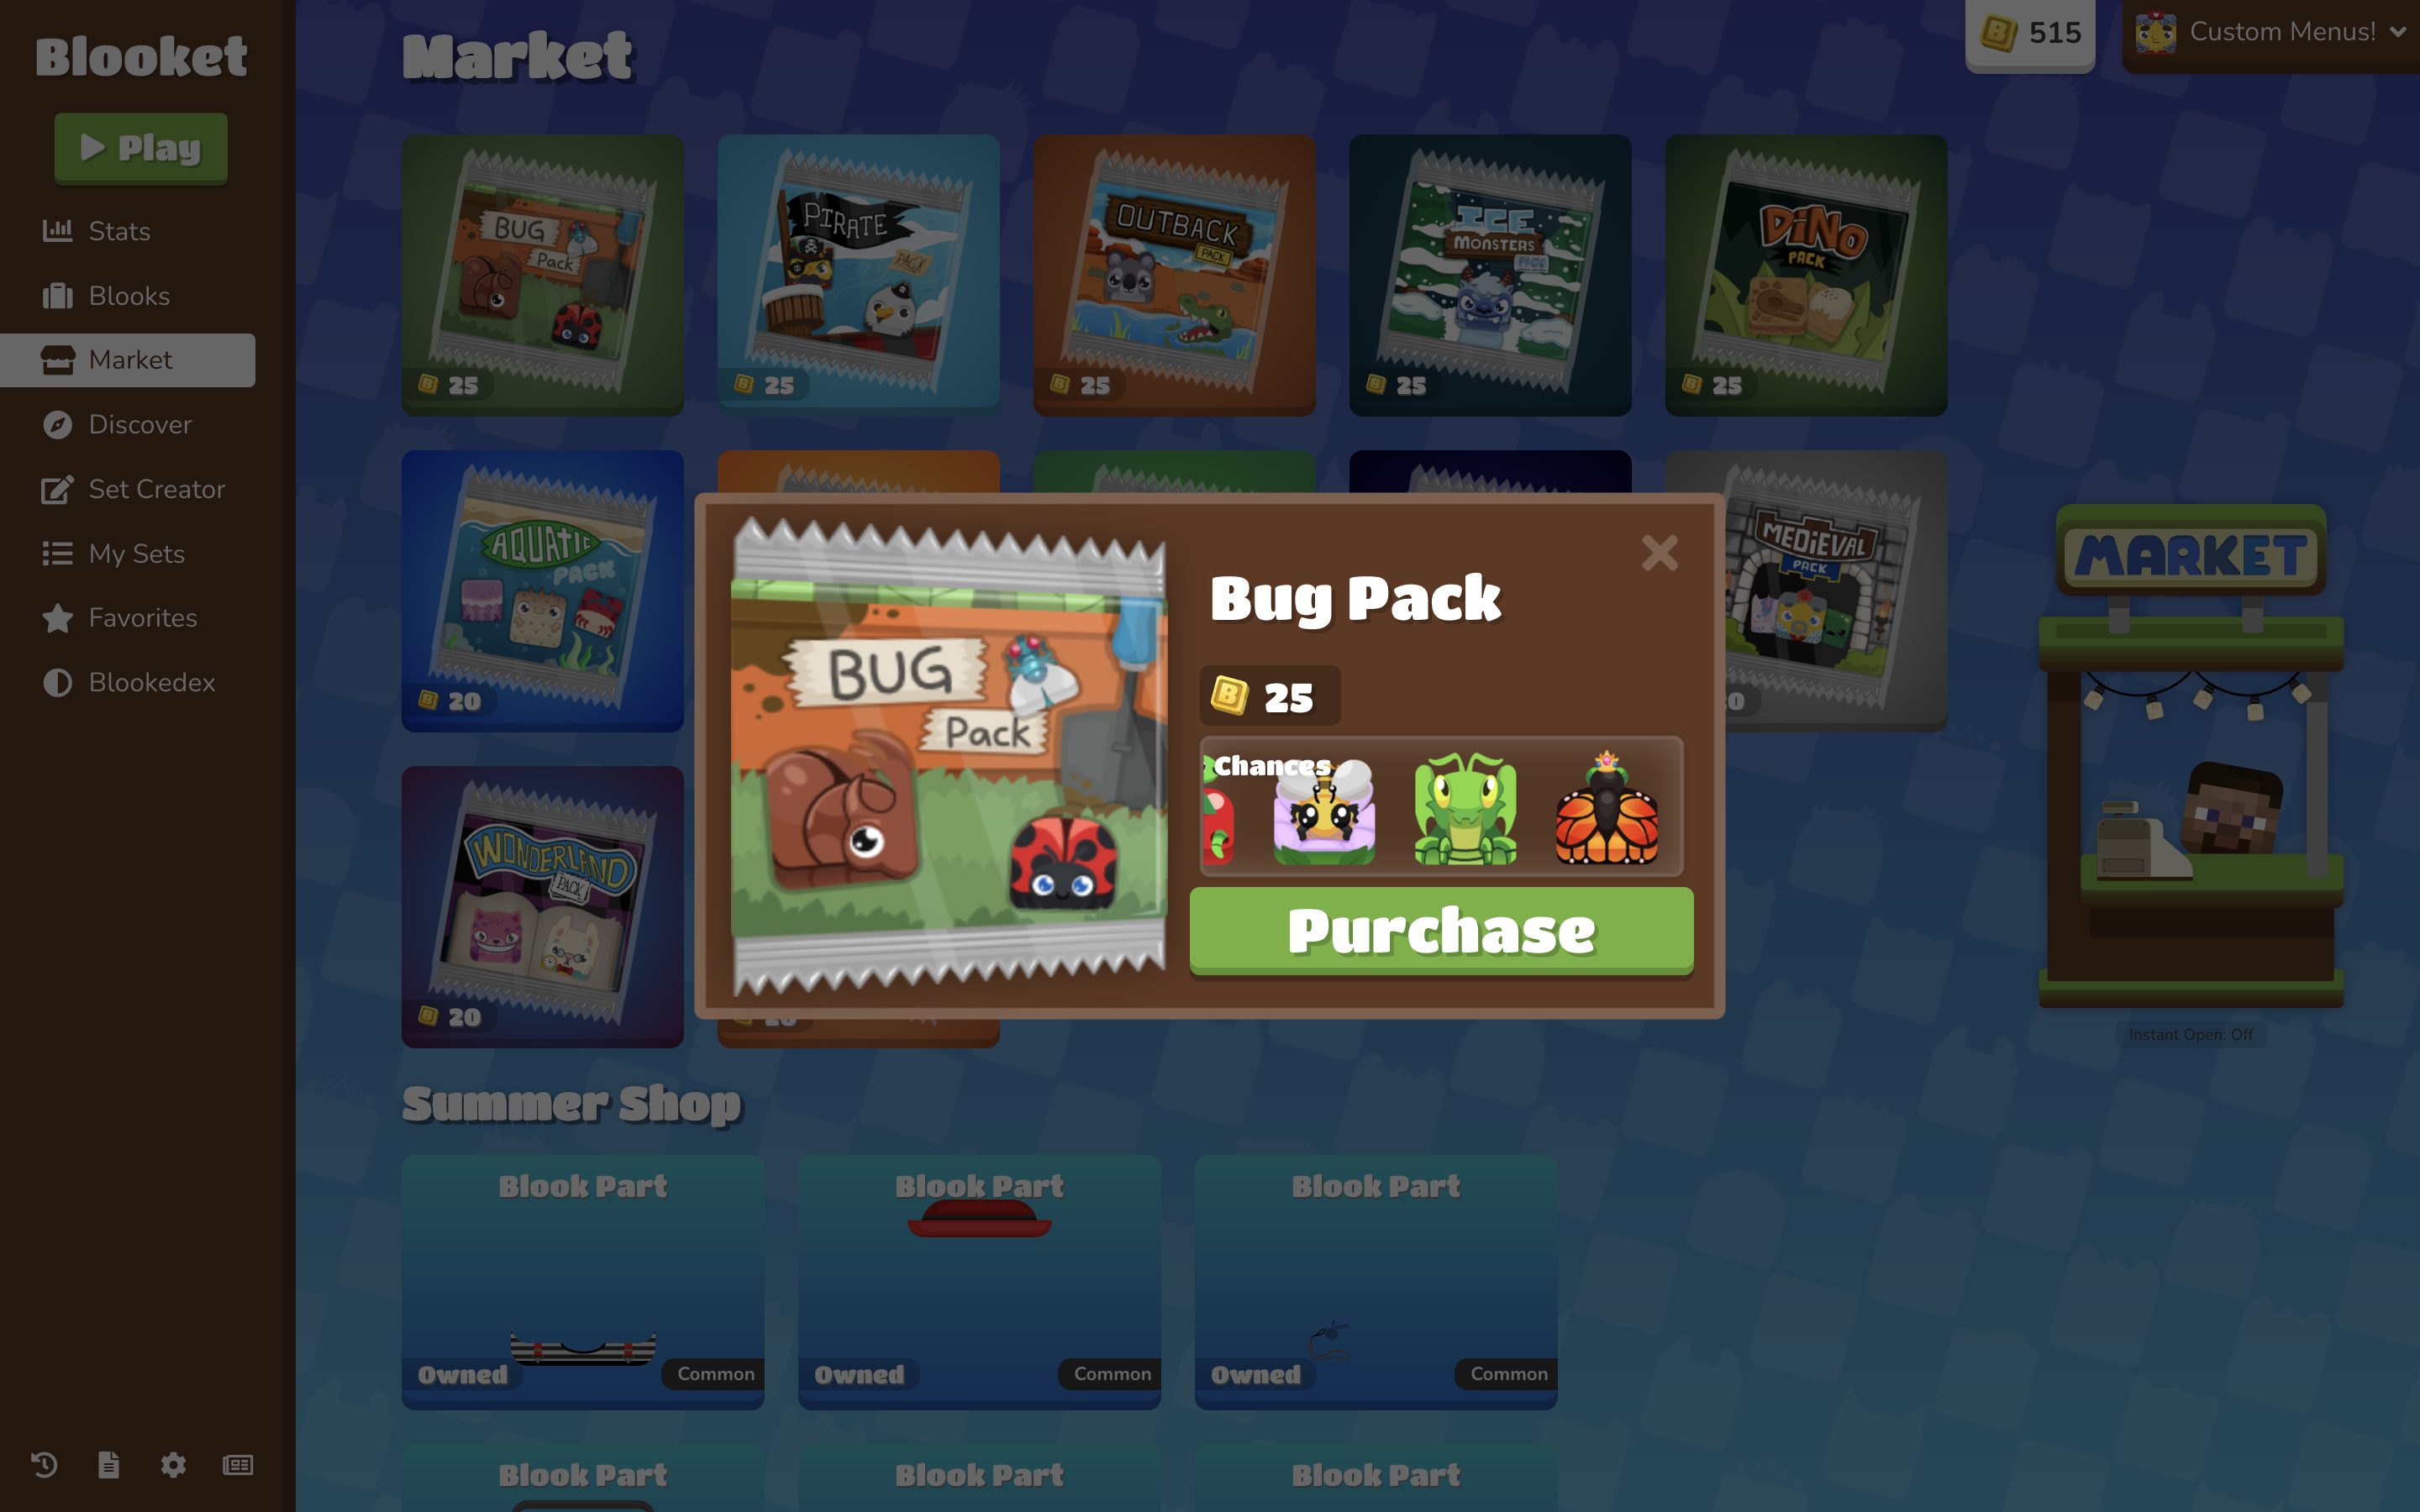 Blooket
Play
Stats
Blooks
Market
Discover
Set Creator
My Sets
Favorites
Blookedex
Market
515
Custom Menus!
BUG
Pack
25
PIRATE
PACK
25
OUTBACK
PACK
25
ICE
MONSTERS
PACK
25
DINO
PACK
25
AQUATIC
PACK
20
MEDIEVAL
PACK
WONDERLAND
PACK
20
20
BUG
Pack
Bug Pack
25
Chances
Purchase
MARKET
Instant Open: Off
Summer Shop
Blook Part
Owned
Common
Blook Part
Owned
Common
Blook Part
Owned
Common
Blook Part
Blook Part
Blook Part